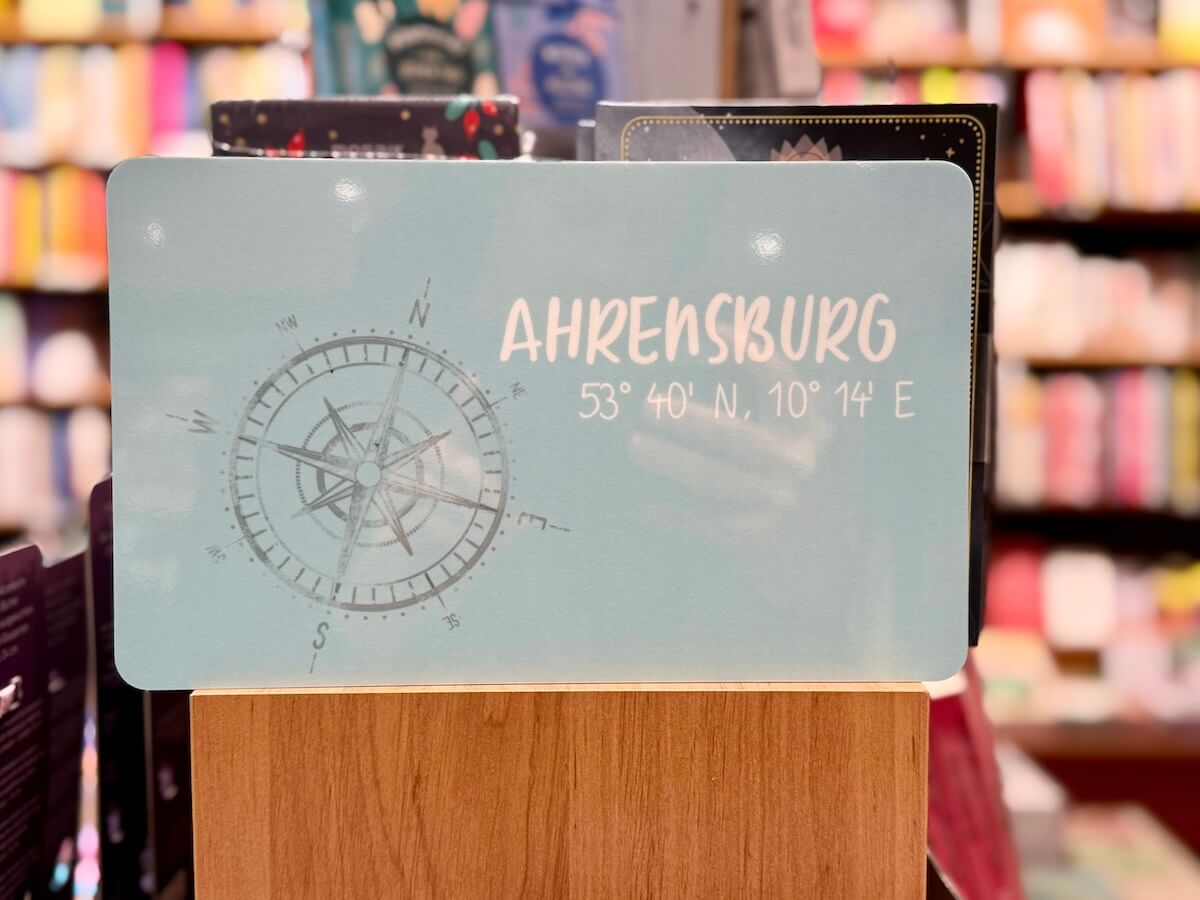 AHRENSBURG
53° 40' N, 10° 14' E
N
NW
NE
W
E
SW
SE
S